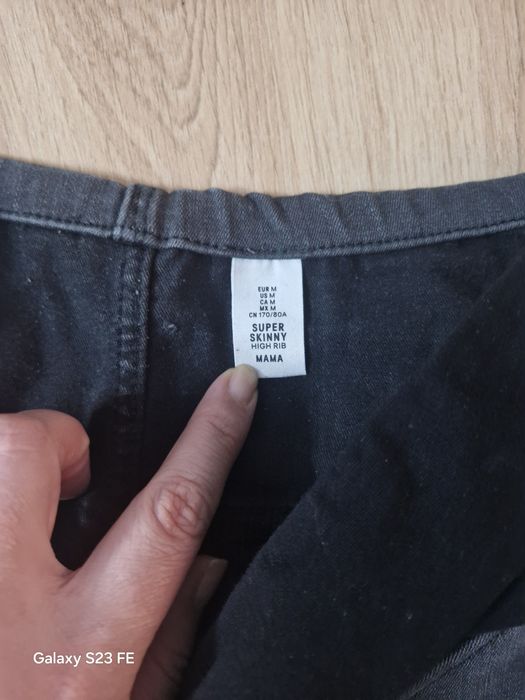 EUR M
US M
CA M
MX M
CN 170/80A
SUPER
SKINNY
HIGH RIB
MAMA
Galaxy S23 FE